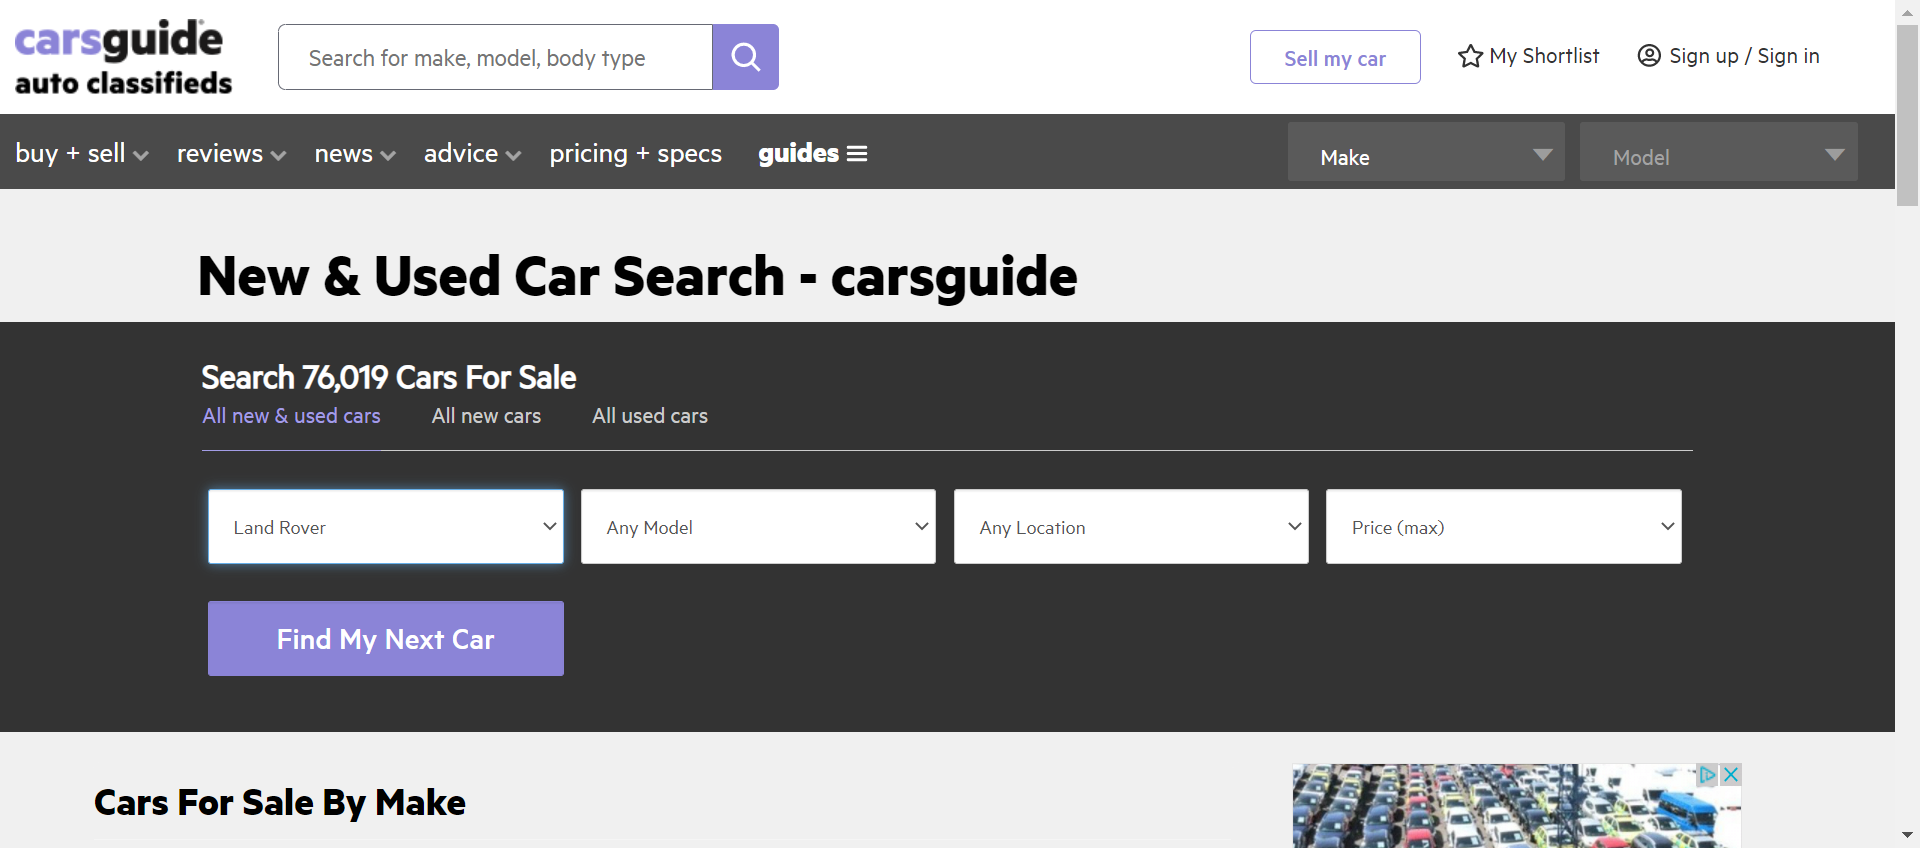 carsguide
auto classifieds
Search for make, model, body type
Sell my car
My Shortlist
Sign up / Sign in
buy + sell
reviews
news
advice
pricing + specs
guides
Make
Model
New & Used Car Search - carsguide
Search 76,019 Cars For Sale
All new & used cars
All new cars
All used cars
Land Rover
Any Model
Any Location
Price (max)
Find My Next Car
Cars For Sale By Make